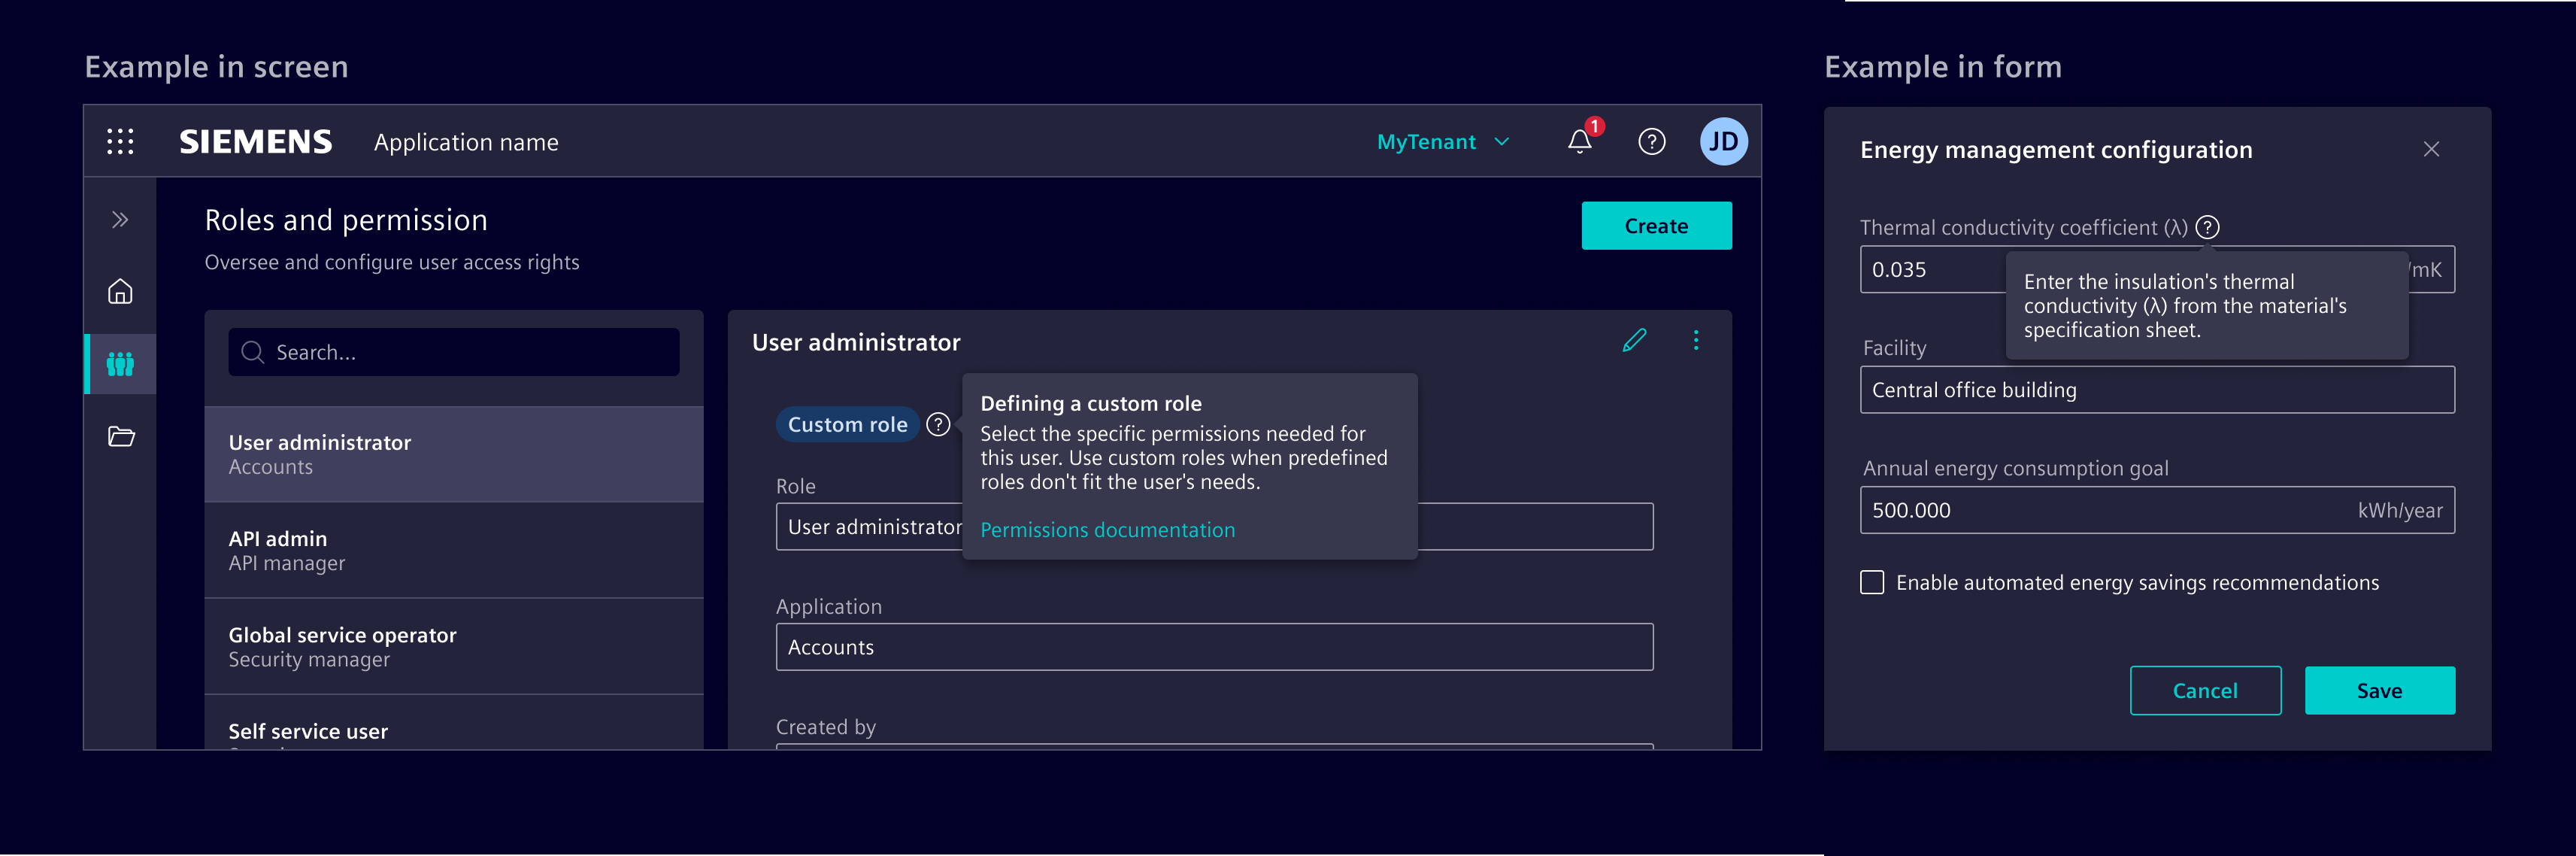 Example in screen
SIEMENS
Application name
MyTenant
1
?
JD
Roles and permission
Oversee and configure user access rights
Create
Search...
User administrator
Accounts
API admin
API manager
Global service operator
Security manager
Self service user
User administrator
Custom role
?
Defining a custom role
Select the specific permissions needed for
this user. Use custom roles when predefined
roles don't fit the user's needs.
Permissions documentation
Role
User administrator
Application
Accounts
Created by
Example in form
Energy management configuration
Thermal conductivity coefficient (λ)
?
0.035
/mK
Enter the insulation's thermal
conductivity (λ) from the material's
specification sheet.
Facility
Central office building
Annual energy consumption goal
500.000
kWh/year
Enable automated energy savings recommendations
Cancel
Save